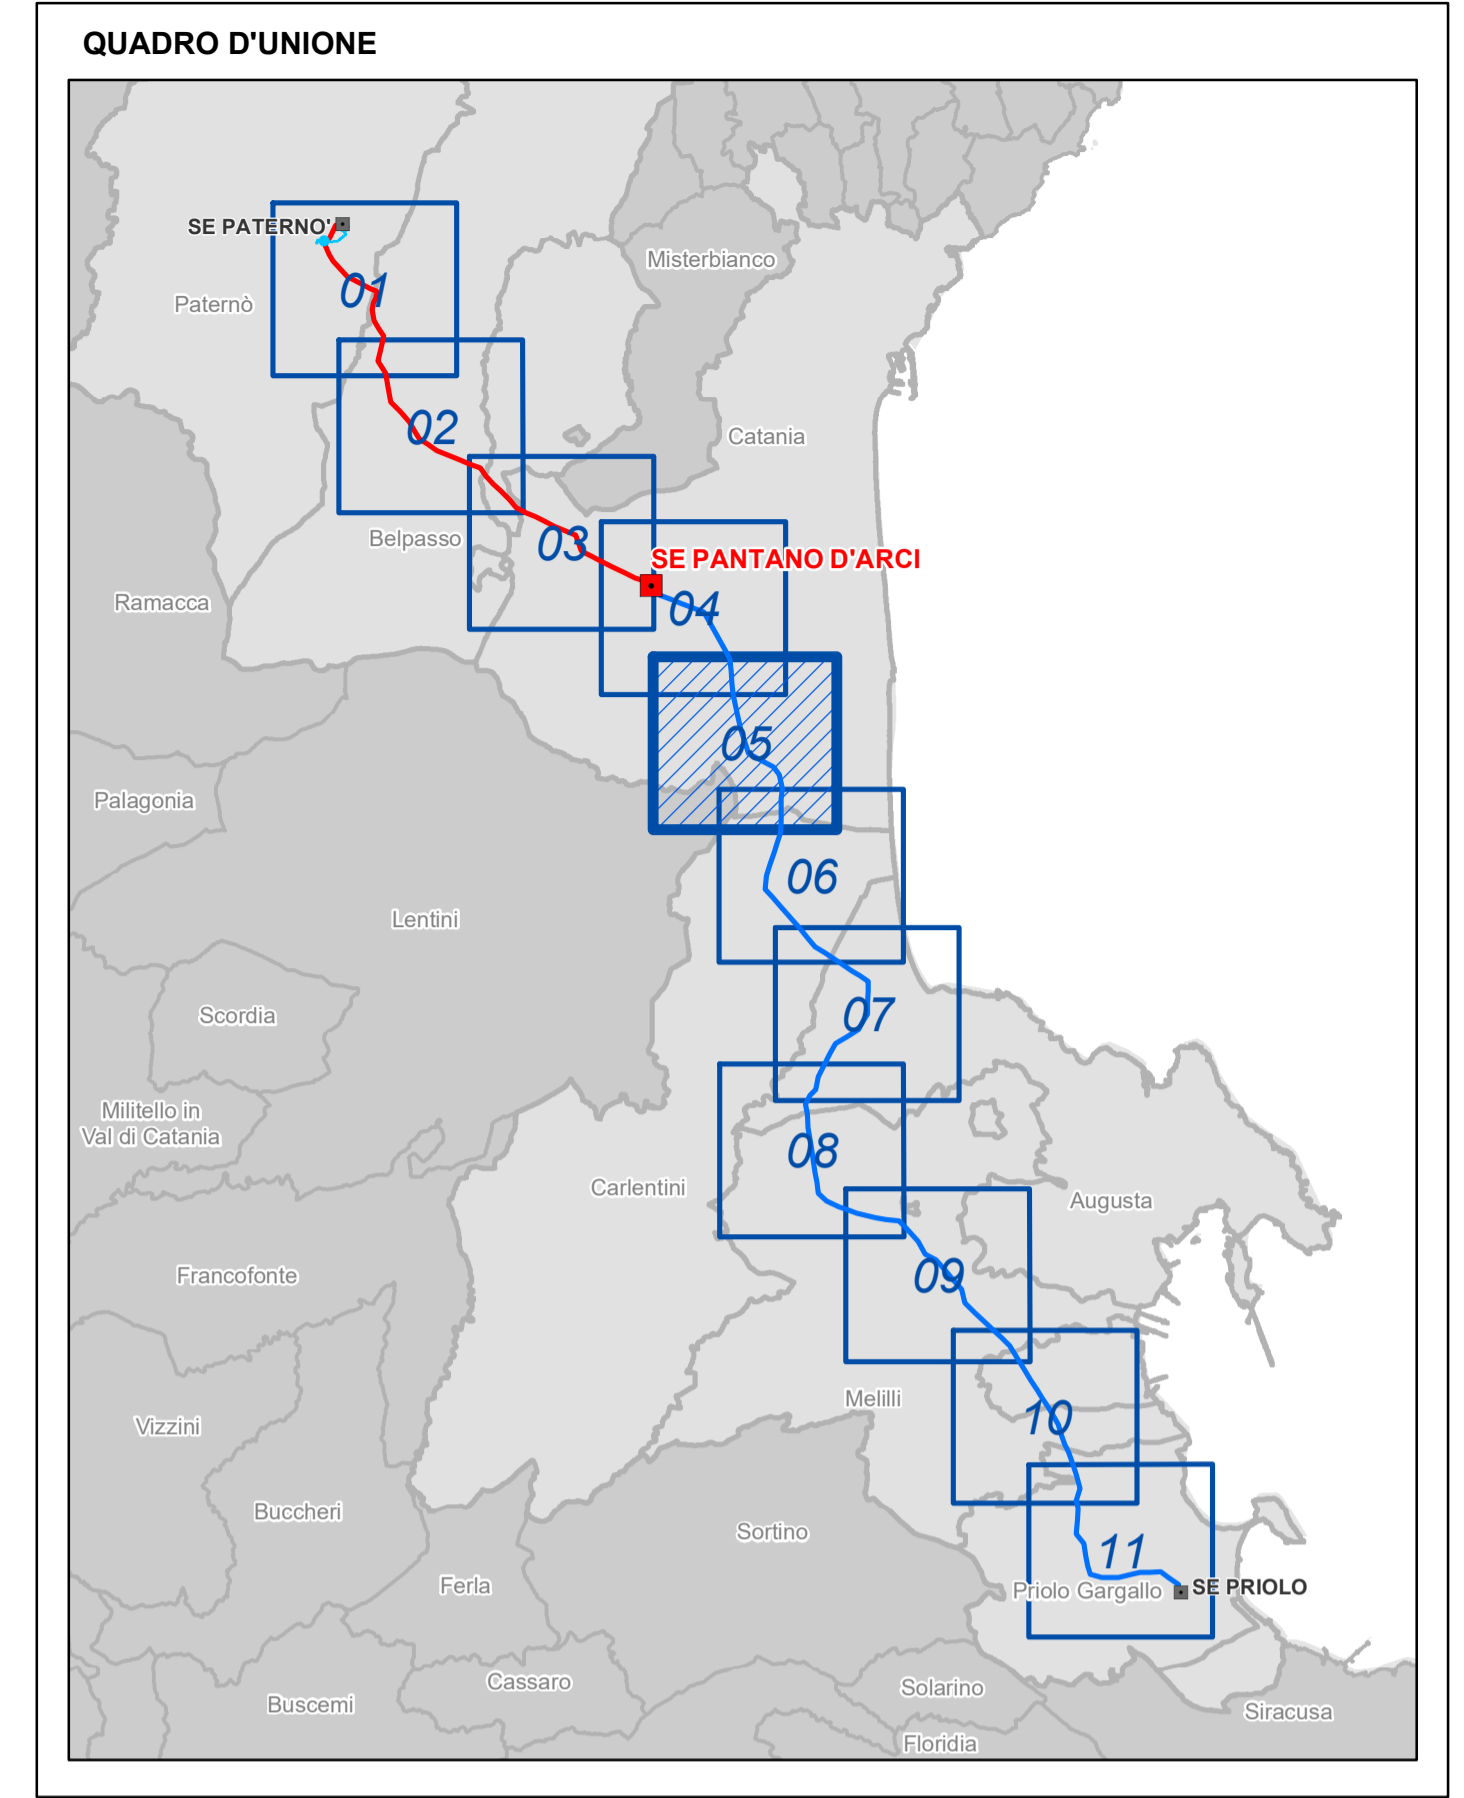 QUADRO D'UNIONE
SE PATERNO'
Misterbianco
01
Paternò
02
Catania
Belpasso
03
SE PANTANO D'ARCI
Ramacca
04
05
Palagonia
06
Lentini
Scordia
07
Militello in
Val di Catania
08
Carlentini
Augusta
Francofonte
09
Melilli
10
Vizzini
Buccheri
Sortino
11
Ferla
Priolo Gargallo
SE PRIOLO
Cassaro
Solarino
Buscemi
Siracusa
Floridia